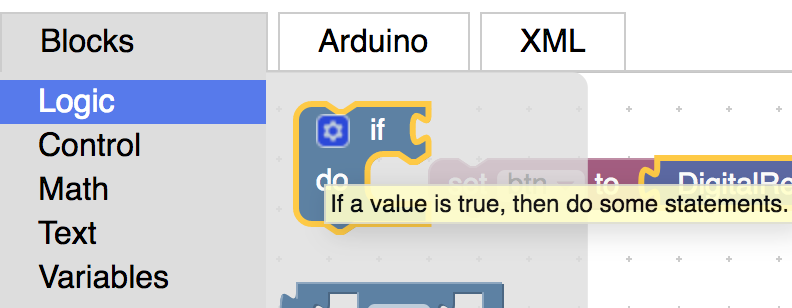 Blocks
Arduino
XML
Logic
Control
Math
Text
Variables
if
do
set btn to DigitalRe
If a value is true, then do some statements.